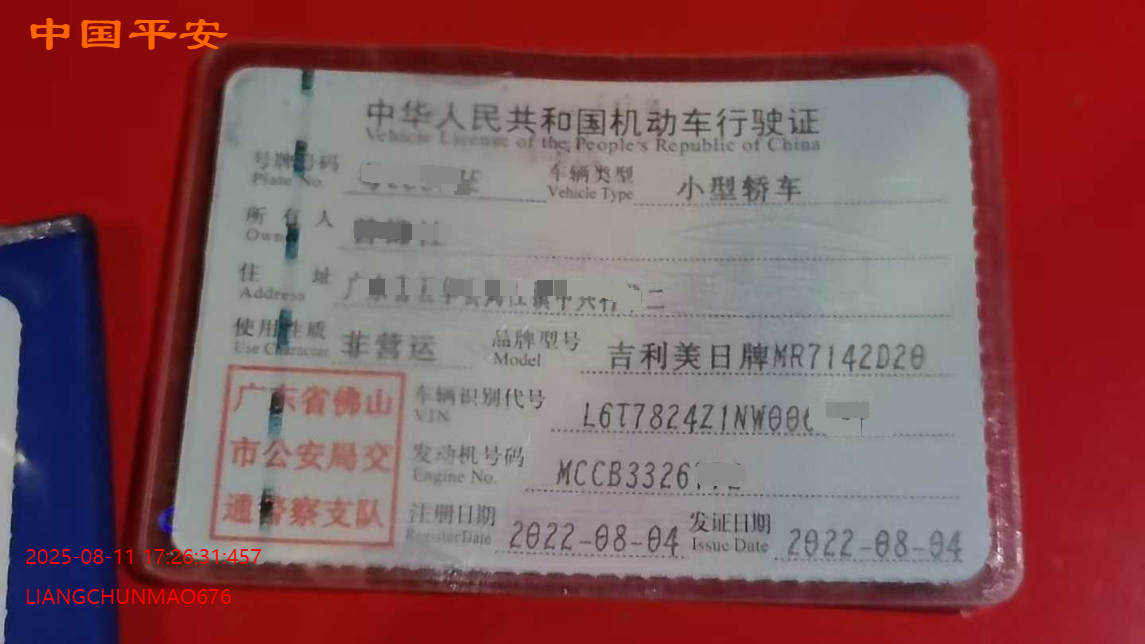 中国平安
中华人民共和国机动车行驶证
Vehicle License of the People's Republic of China
号牌号码 车辆类型 小型轿车
Plate No. Vehicle Type
所有人
Owner
住址 广
Address
使用性质 非营运 品牌型号 吉利美日牌MR7142D20
Use Character Model
广东省佛山
市公安局交
通警察支队
车辆识别代号 L6T7824Z1NW00
VIN
发动机号码 MCCB3326
Engine No.
注册日期 2022-08-04 发证日期 2022-08-04
Register Date Issue Date
2025-08-11 17:26:31:457
LIANGCHUNMAO676